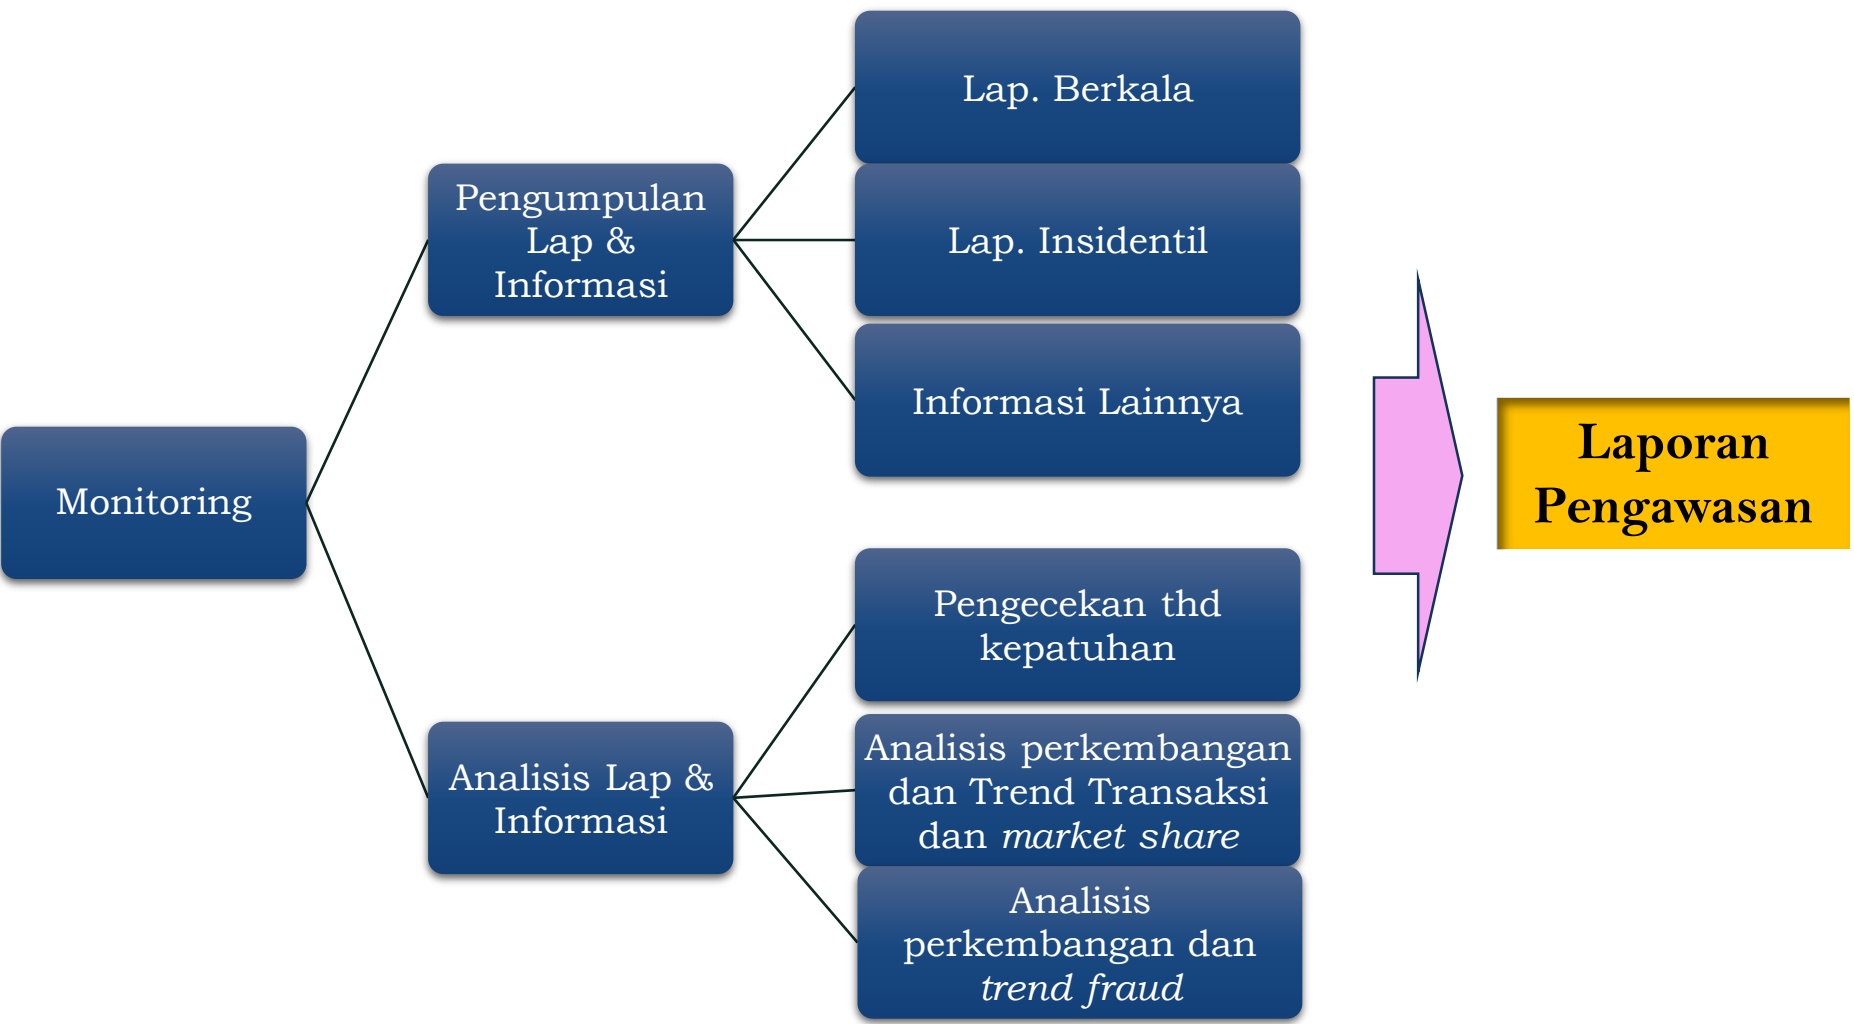 Monitoring
Pengumpulan
Lap &
Informasi
Lap. Berkala
Lap. Insidentil
Informasi Lainnya
Analisis Lap &
Informasi
Pengecekan thd
kepatuhan
Analisis perkembangan
dan Trend Transaksi
dan market share
Analisis
perkembangan dan
trend fraud
Laporan
Pengawasan